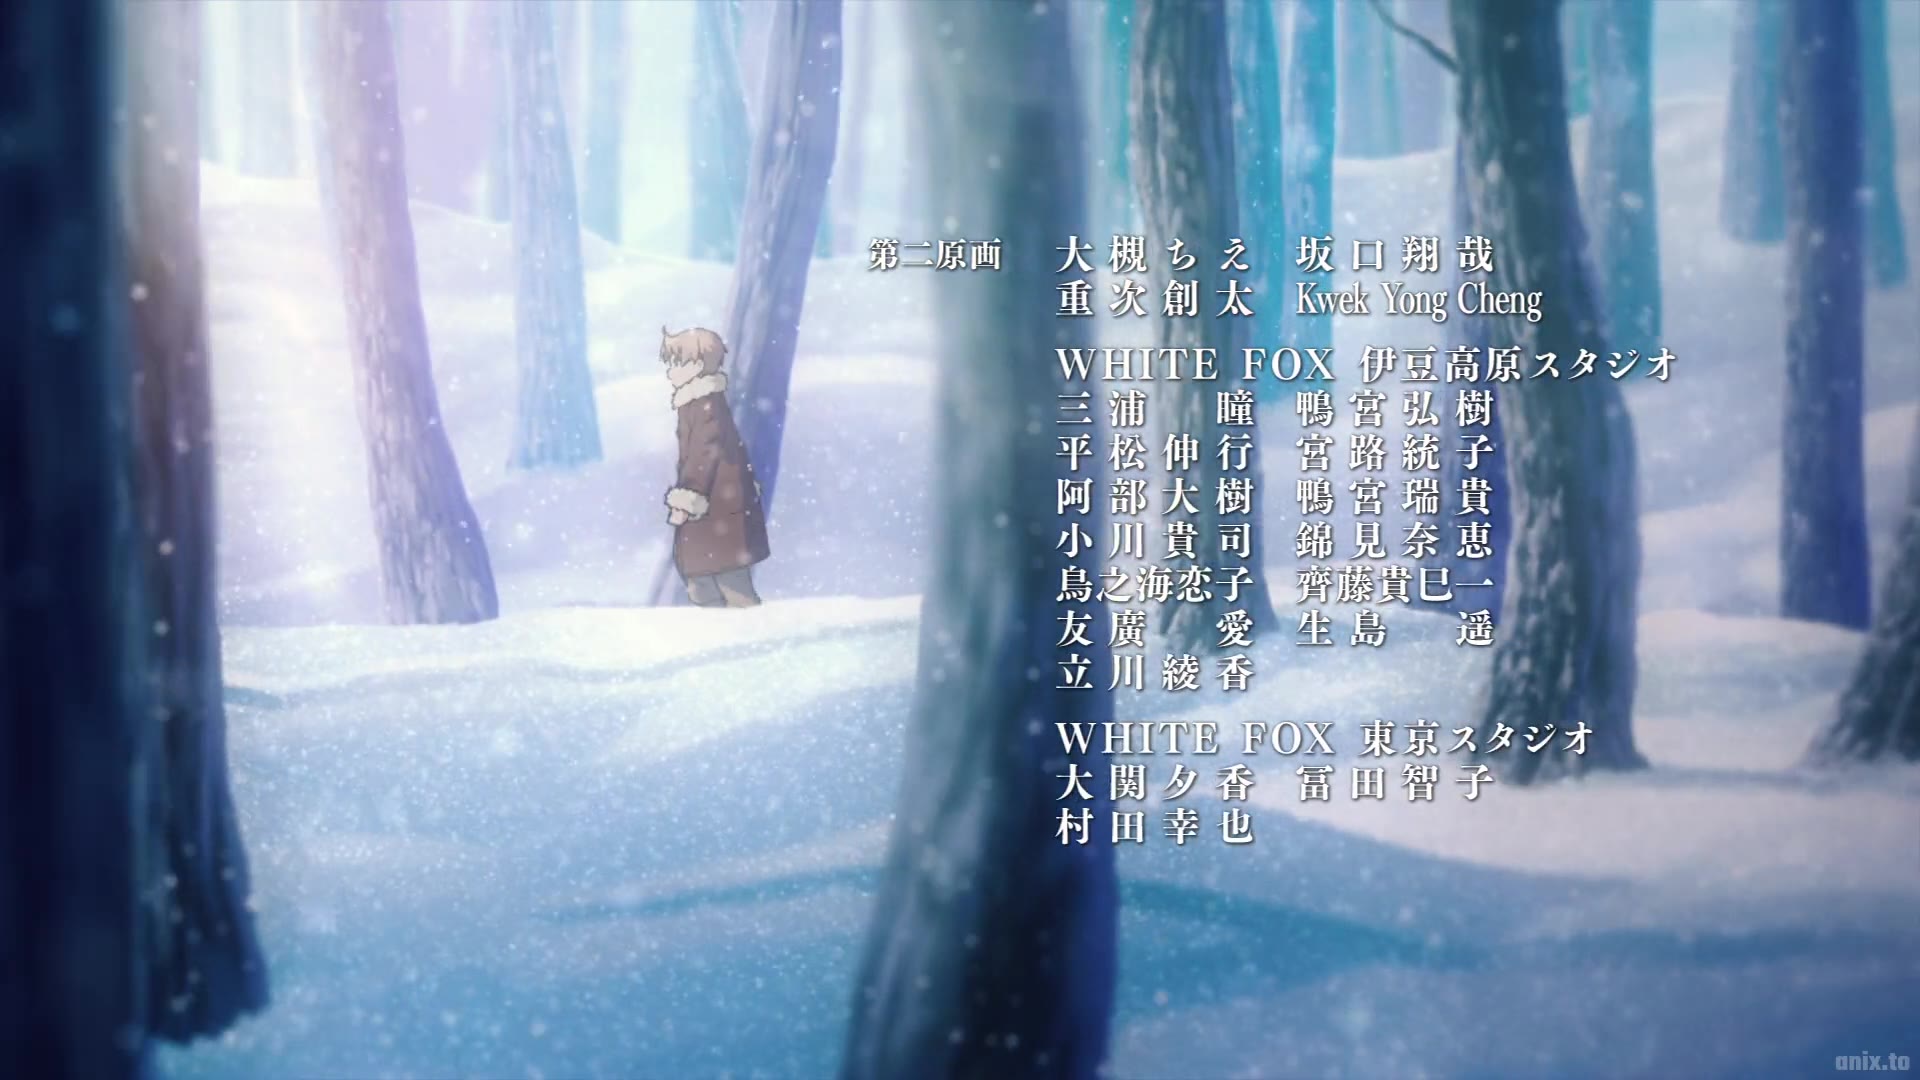 第二原画 大槻ちえ 坂口翔哉
重次創太 Kwek Yong Cheng
WHITE FOX 伊豆高原スタジオ
三浦 瞳 鴨宮弘樹
平松伸行 宮路統子
阿部大樹 鴨宮瑞貴
小川貴司 錦見奈恵
鳥之海恋子 齊藤貴巳一
友廣 愛 生島 遥
立川綾香
WHITE FOX 東京スタジオ
大関夕香 冨田智子
村田幸也
anix.to